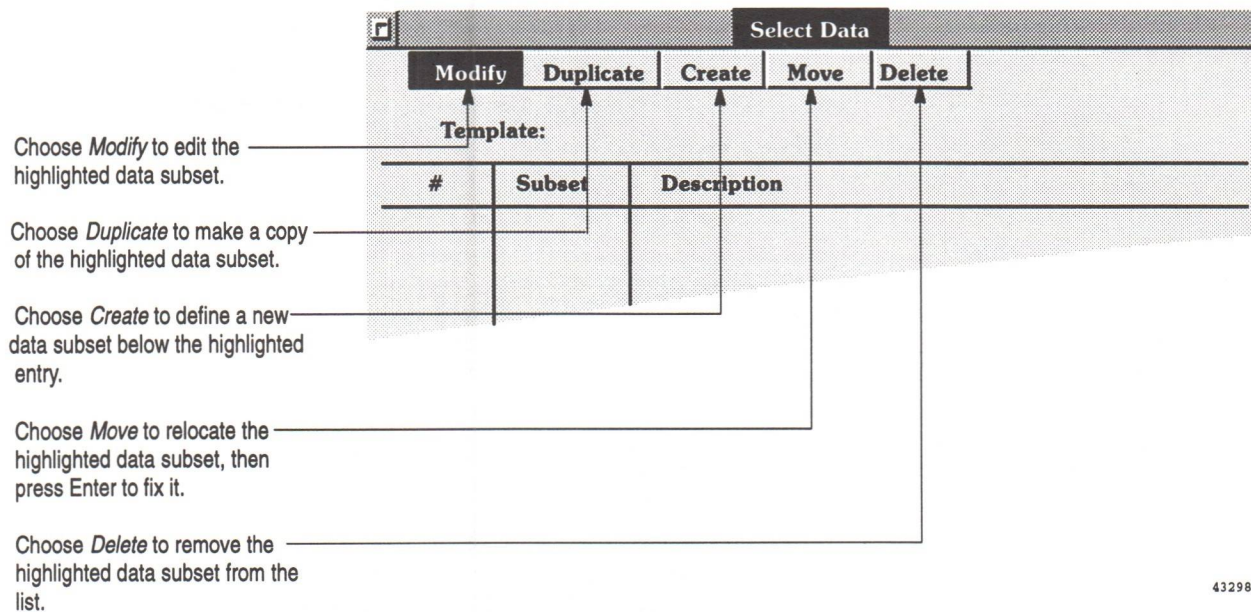 Select Data
Modify Duplicate Create Move Delete
Template:
# Subset Description
Choose Modify to edit the
highlighted data subset.
Choose Duplicate to make a copy
of the highlighted data subset.
Choose Create to define a new
data subset below the highlighted
entry.
Choose Move to relocate the
highlighted data subset, then
press Enter to fix it.
Choose Delete to remove the
highlighted data subset from the
list.
43298